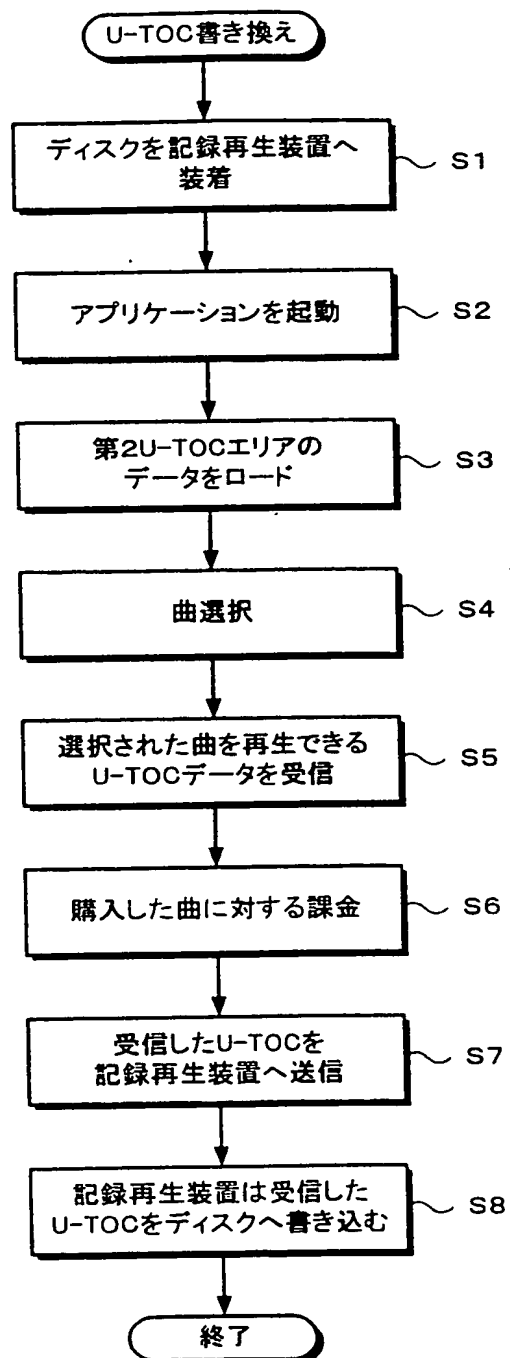 U-TOC書き換え
ディスクを記録再生装置へ
装着
S1
アプリケーションを起動
S2
第2U-TOCエリアの
データをロード
S3
曲選択
S4
選択された曲を再生できる
U-TOCデータを受信
S5
購入した曲に対する課金
S6
受信したU-TOCを
記録再生装置へ送信
S7
記録再生装置は受信した
U-TOCをディスクへ書き込む
S8
終了